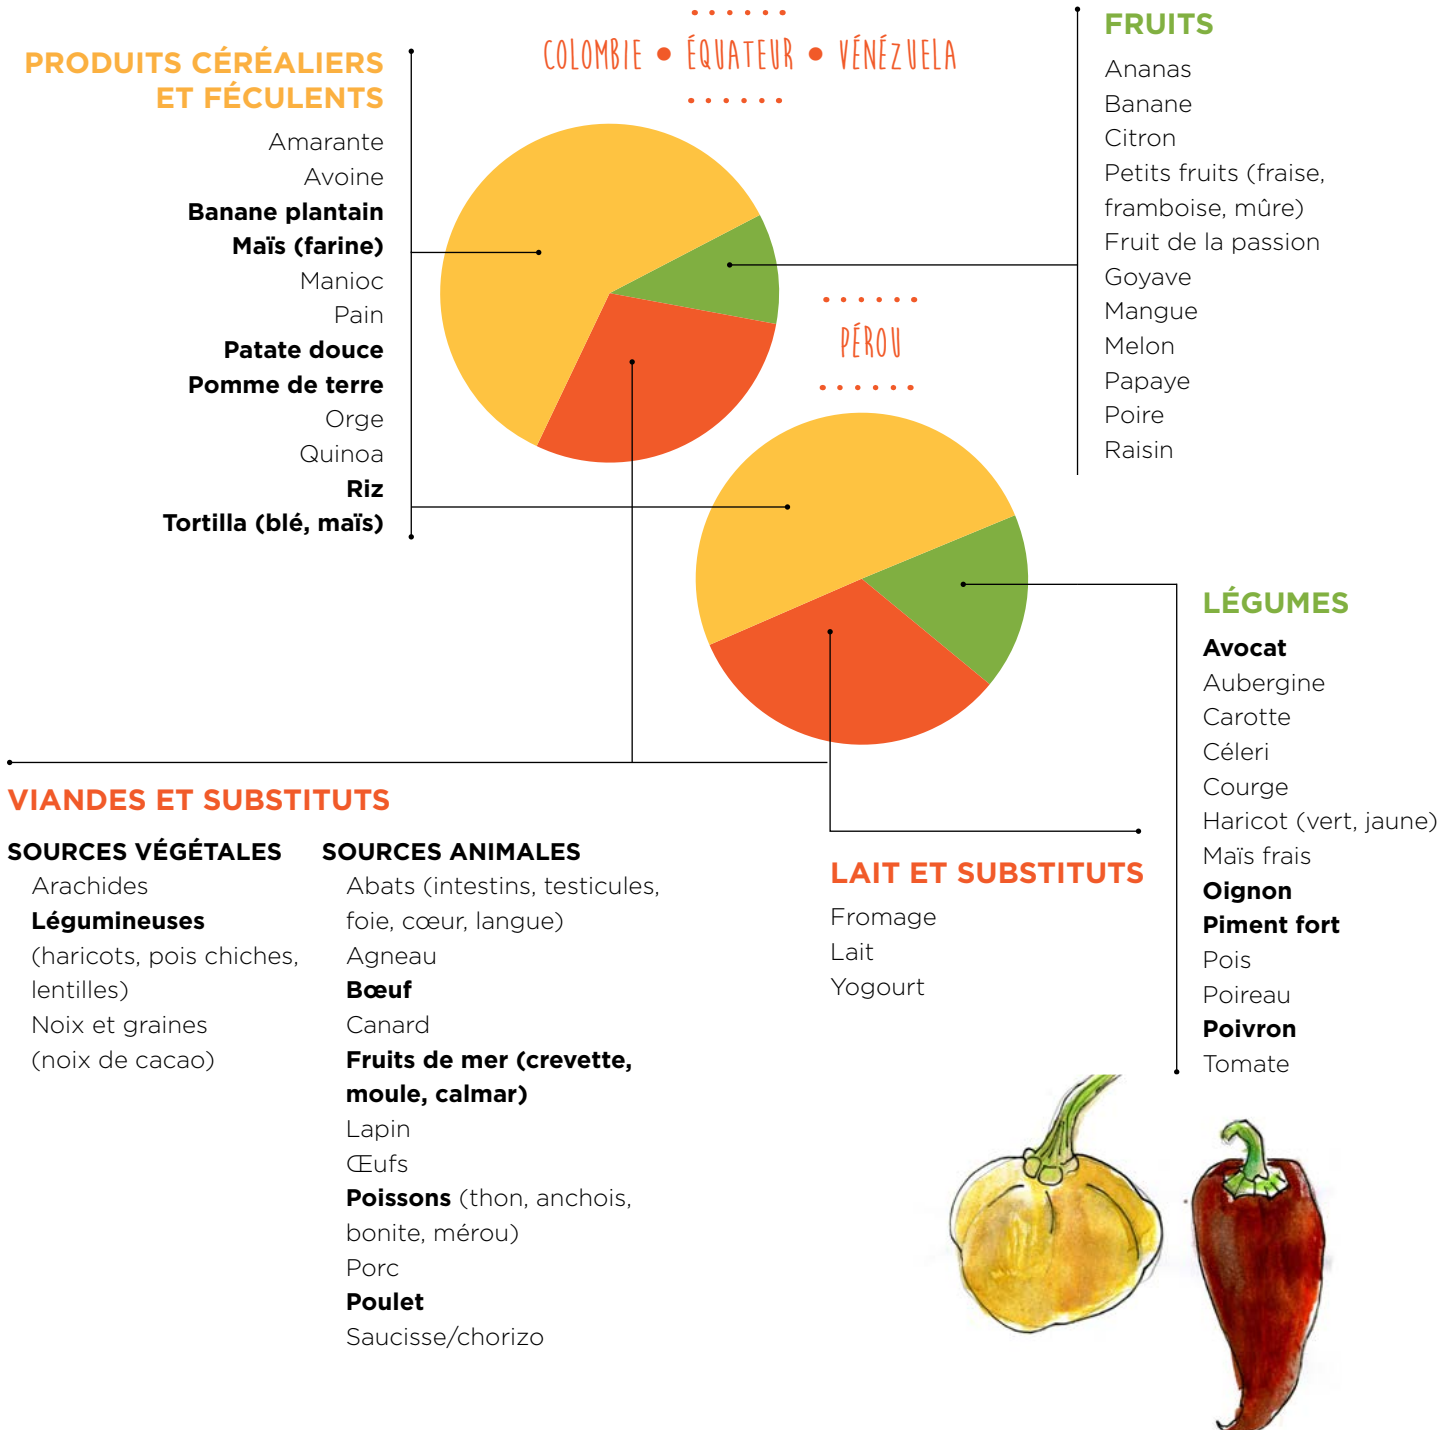 COLOMBIE • ÉQUATEUR • VÉNÉZUELA
PRODUITS CÉRÉALIERS
ET FÉCULENTS
Amarante
Avoine
Banane plantain
Maïs (farine)
Manioc
Pain
Patate douce
Pomme de terre
Orge
Quinoa
Riz
Tortilla (blé, maïs)
FRUITS
Ananas
Banane
Citron
Petits fruits (fraise,
framboise, mûre)
Fruit de la passion
Goyave
Mangue
Melon
Papaye
Poire
Raisin
PÉROU
LÉGUMES
Avocat
Aubergine
Carotte
Céleri
Courge
Haricot (vert, jaune)
Maïs frais
Oignon
Piment fort
Pois
Poireau
Poivron
Tomate
VIANDES ET SUBSTITUTS
SOURCES VÉGÉTALES
Arachides
Légumineuses
(haricots, pois chiches,
lentilles)
Noix et graines
(noix de cacao)
SOURCES ANIMALES
Abats (intestins, testicules,
foie, cœur, langue)
Agneau
Bœuf
Canard
Fruits de mer (crevette,
moule, calmar)
Lapin
Œufs
Poissons (thon, anchois,
bonite, mérou)
Porc
Poulet
Saucisse/chorizo
LAIT ET SUBSTITUTS
Fromage
Lait
Yogourt